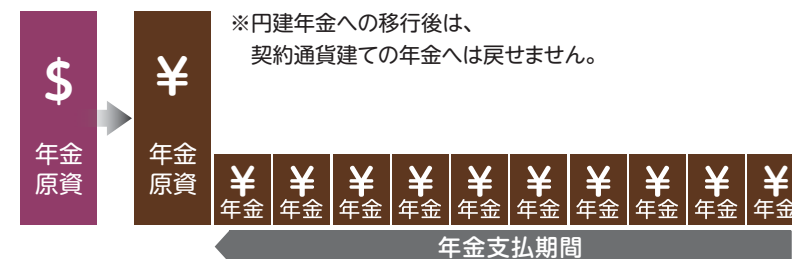 ※円建年金への移行後は、
契約通貨建ての年金へは戻せません。
$
年金
原資
¥
年金
原資
¥ ¥ ¥ ¥ ¥ ¥ ¥ ¥ ¥ ¥
年金 年金 年金 年金 年金 年金 年金 年金 年金 年金
年金支払期間